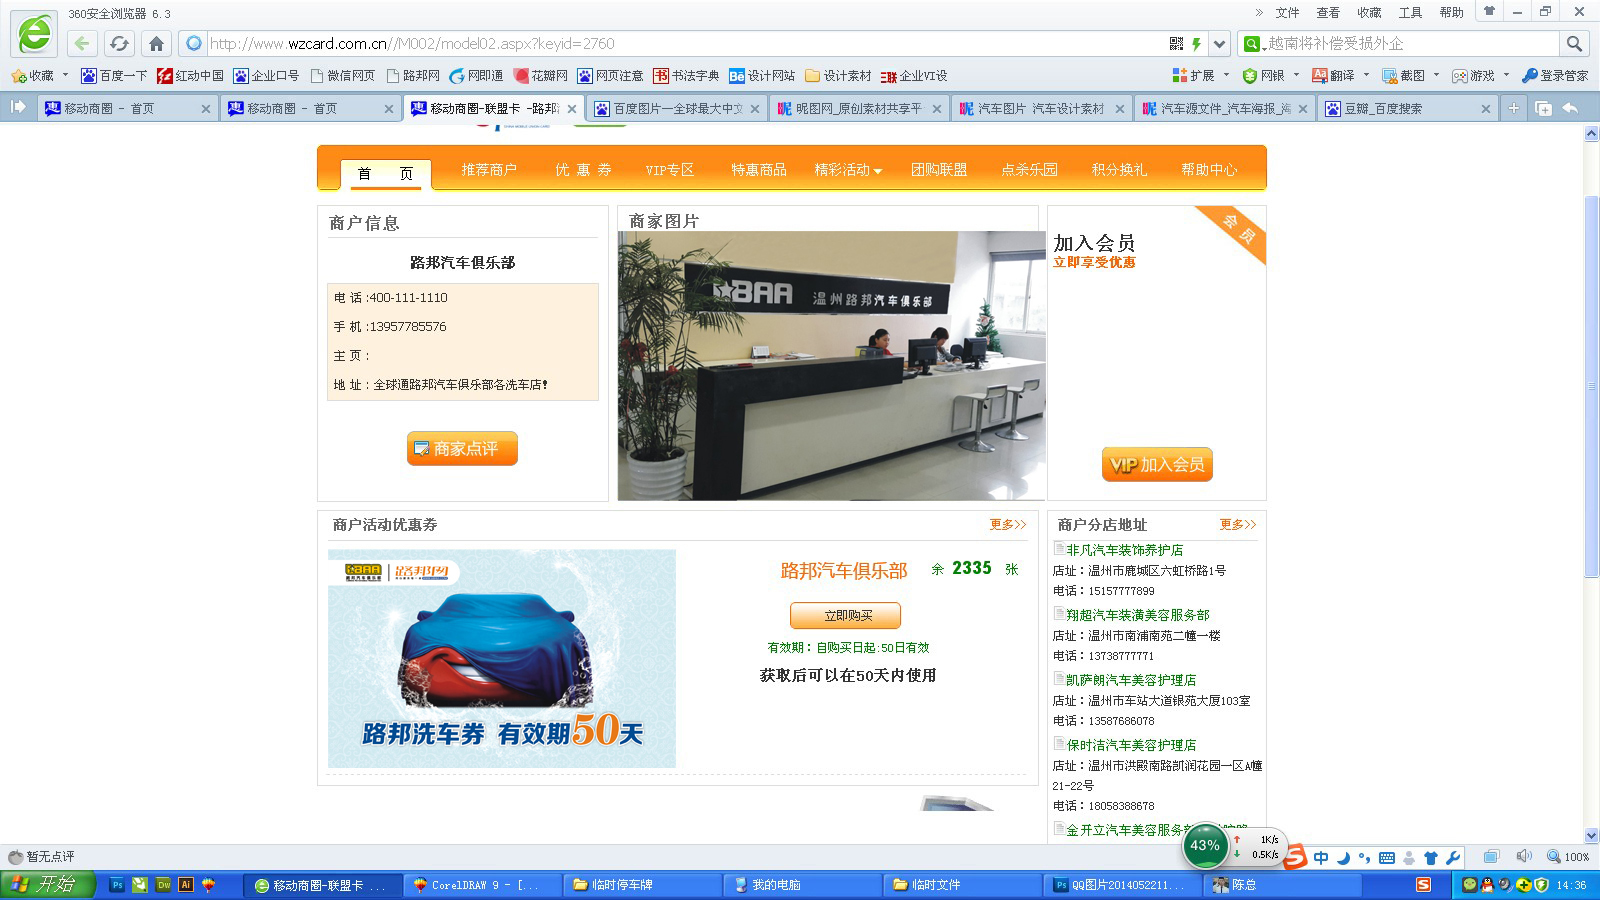 360安全浏览器 6.3
» 文件 查看 收藏 工具 帮助
http://www.wzcard.com.cn//M002/model02.aspx?keyid=2760
越南将补偿受损外企
收藏 百度一下 红动中国 企业口号 微信网页 路邦网 网即通 花瓣网 网页注意 书法字典 设计网站 设计素材 企业VI设
扩展 网银 翻译 截图 游戏 登录管家
移动商圈 - 首页
移动商圈 - 首页
移动商圈-联盟卡 -路邦
百度图片—全球最大中文
昵图网_原创素材共享平
汽车图片 汽车设计素材
汽车源文件_汽车海报_
豆瓣_百度搜索
首 页 推荐商户 优 惠 券 VIP专区 特惠商品 精彩活动 团购联盟 点杀乐园 积分换礼 帮助中心
商户信息
路邦汽车俱乐部
电 话 :400-111-1110
手 机 :13957785576
主 页 :
地 址 : 全球通路邦汽车俱乐部各洗车店!
商家点评
商家图片
BAA 温州路邦汽车俱乐部
会员
加入会员
立即享受优惠
VIP 加入会员
商户活动优惠券
更多>>
BAA 路邦网
路邦洗车券 有效期50天
路邦汽车俱乐部
余 2335 张
立即购买
有效期：自购买日起:50日有效
获取后可以在50天内使用
商户分店地址
更多>>
非凡汽车装饰养护店
店址：温州市鹿城区六虹桥路1号
电话：15157777899
翔超汽车装潢美容服务部
店址：温州市南浦南苑二幢一楼
电话：13738777771
凯萨朗汽车美容护理店
店址：温州市车站大道银苑大厦103室
电话：13587686078
保时洁汽车美容护理店
店址：温州市洪殿南路凯润花园一区A幢
21-22号
电话：18058388678
金开立汽车美容服务
43%
1K/s
0.5K/s
暂无点评
中
100%
开始
Ps
Dw
Ai
移动商圈-联盟卡 ...
CorelDRAW 9 - [...
临时停车牌
我的电脑
临时文件
QQ图片2014052211...
陈总
14:36